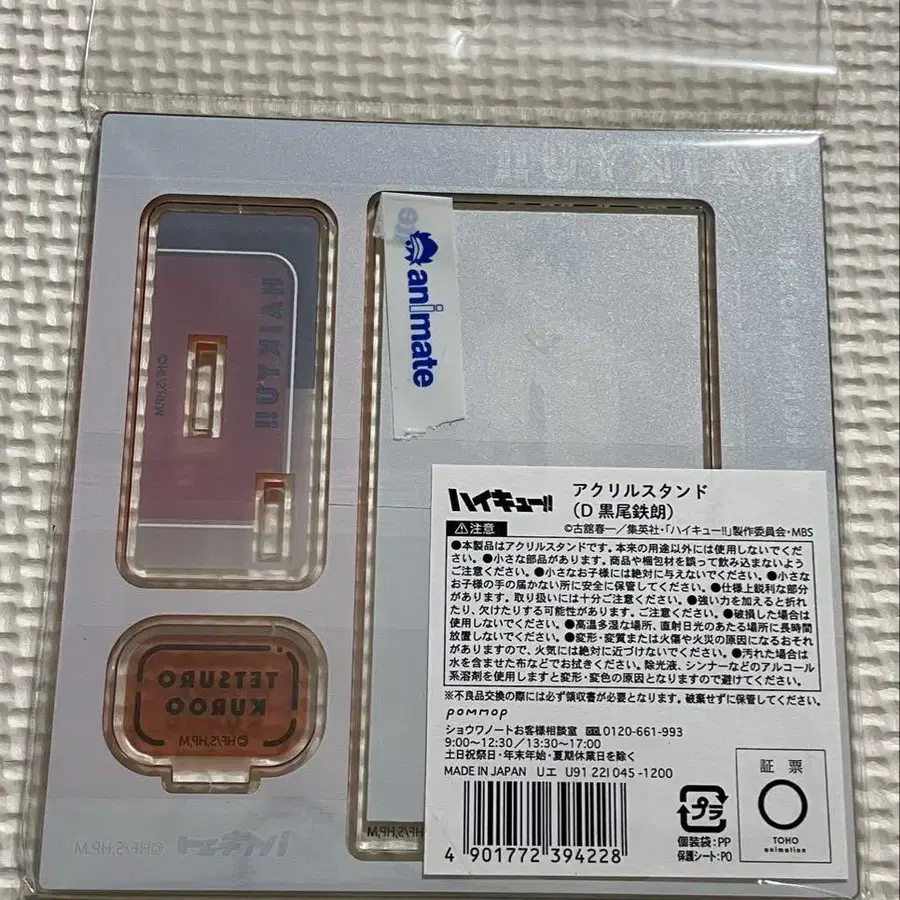 HAIKYU!!
animate
HAIKYU!!
©HF/S,HP,M
TETSURO
KUROO
©HF/S,HP,M
©HF/S,HP,M
ハイキュー!!
©HF/S,HP,M
ハイキュー!!
アクリルスタンド
(D 黒尾鉄朗)
⚠注意
©古舘春一／集英社・「ハイキュー!!」製作委員会・MBS
●本製品はアクリルスタンドです。本来の用途以外には使用しないでくだ
さい。●小さな部品があります。商品や梱包材を誤って飲み込まないよう
ご注意ください。●小さなお子様には絶対に与えないでください。●小さな
お子様の手の届かない所に安全に保管してください。●仕様上鋭利な部分
があります。取り扱いには十分ご注意ください。●強い力を加えると折れ
たり、欠けたりする可能性があります。ご注意ください。●破損した場合は
使用しないでください。●高温多湿な場所、直射日光のあたる場所に長時間
放置しないでください。●変形・変質または火傷や火災の原因になるおそれ
がありますので、火気には絶対に近づけないでください。●汚れた場合は
水を含ませた布などでお拭きください。除光液、シンナーなどのアルコール
系溶剤を使用しますと変形・変色の原因となりますので避けてください。
※不良品交換の際には必ず領収書が必要となります。破棄せずに保管してください。
pommop
ショウワノートお客様相談室 0120-661-993
9:00～12:30／13:30～17:00
土日祝祭日・年末年始・夏期休業日を除く
MADE IN JAPAN Uエ U91 22I 045 -1200
4 901772 394228
プラ
個装袋:PP
保護シート:PO
証票
TOHO
animation